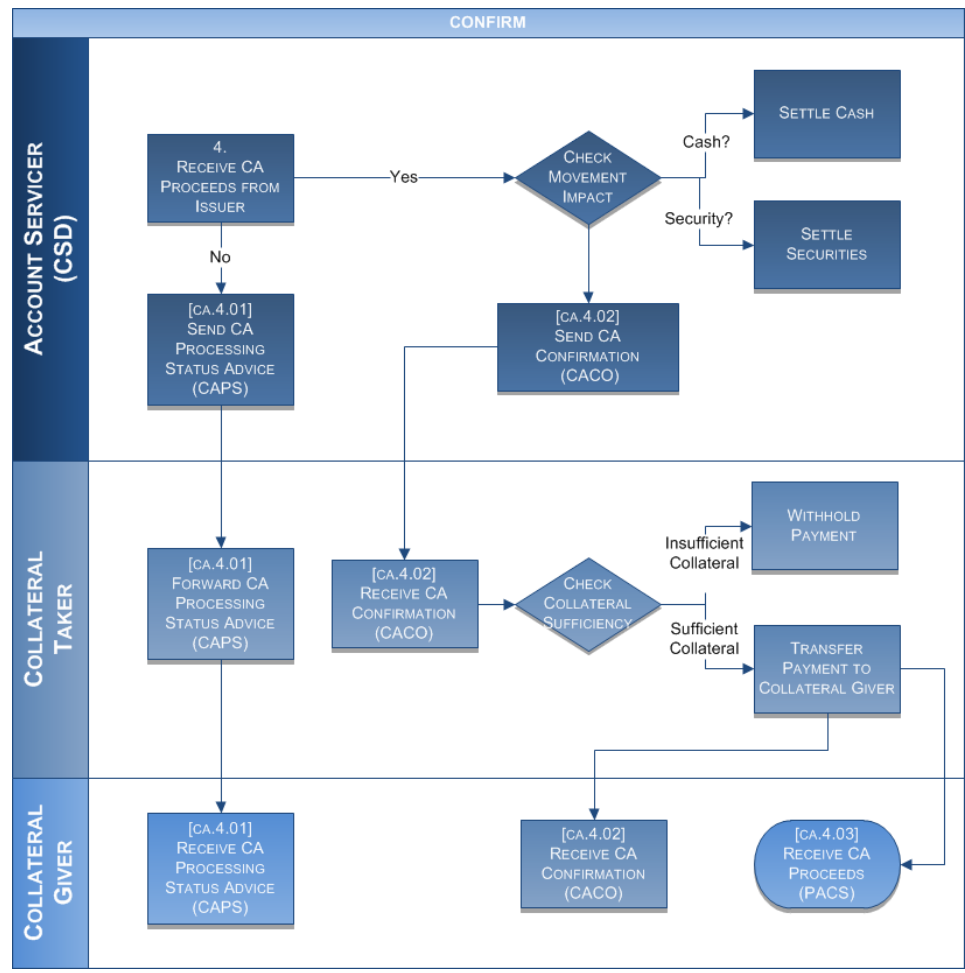 CONFIRM
ACCOUNT SERVICER
(CSD)
4.
RECEIVE CA
PROCEEDS FROM
ISSUER
Yes
CHECK
MOVEMENT
IMPACT
Cash?
SETTLE CASH
Security?
SETTLE
SECURITIES
No
[CA.4.01]
SEND CA
PROCESSING
STATUS ADVICE
(CAPS)
[CA.4.02]
SEND CA
CONFIRMATION
(CACO)
COLLATERAL
TAKER
[CA.4.01]
FORWARD CA
PROCESSING
STATUS ADVICE
(CAPS)
[CA.4.02]
RECEIVE CA
CONFIRMATION
(CACO)
CHECK
COLLATERAL
SUFFICIENCY
Insufficient
Collateral
WITHHOLD
PAYMENT
Sufficient
Collateral
TRANSFER
PAYMENT TO
COLLATERAL GIVER
COLLATERAL
GIVER
[CA.4.01]
RECEIVE CA
PROCESSING
STATUS ADVICE
(CAPS)
[CA.4.02]
RECEIVE CA
CONFIRMATION
(CACO)
[CA.4.03]
RECEIVE CA
PROCEEDS
(PACS)